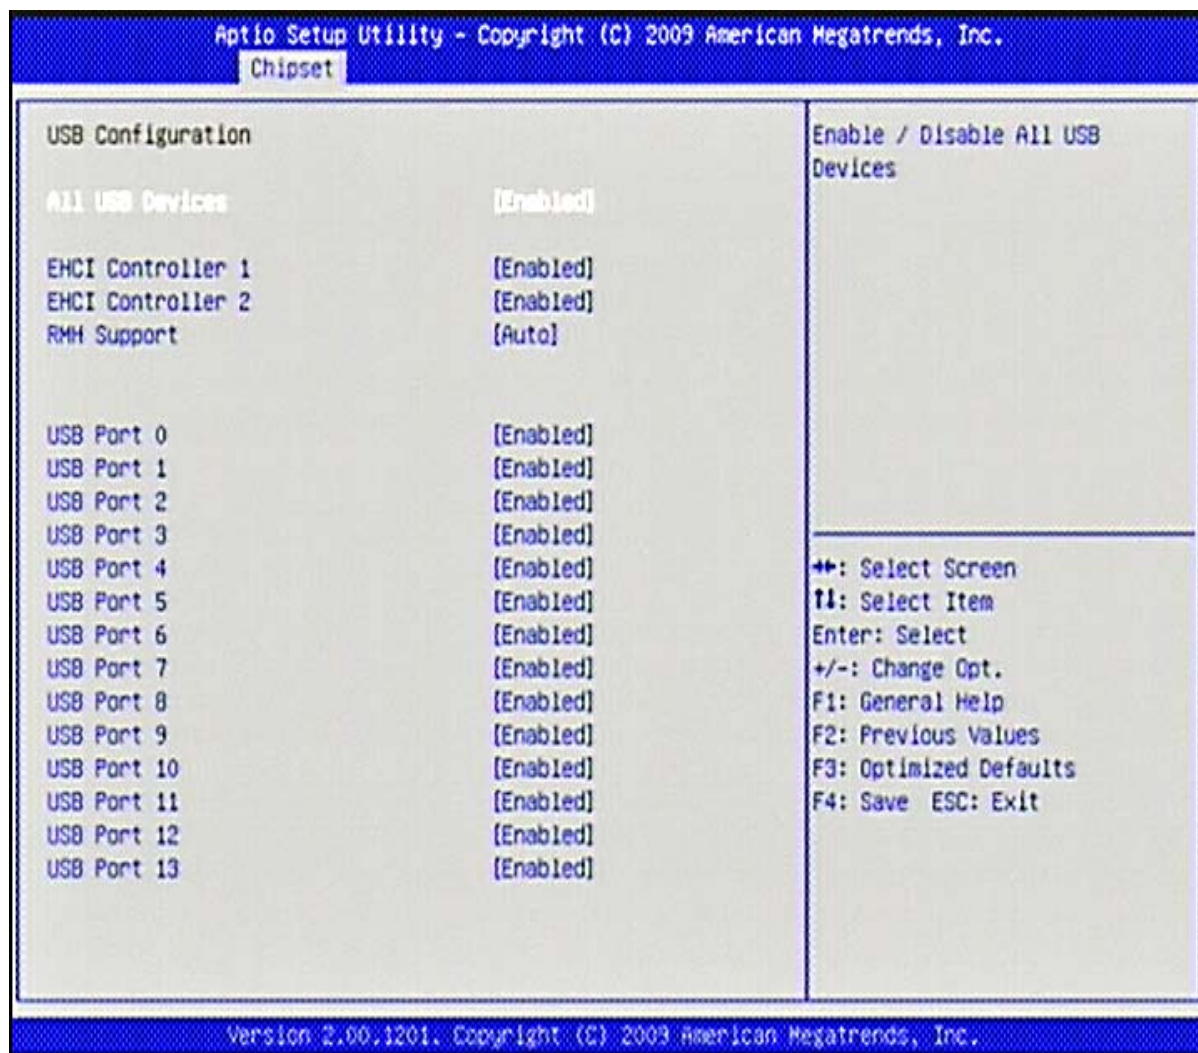 Aptio Setup Utility - Copyright (C) 2009 American Megatrends, Inc.
Chipset
USB Configuration
All USB Devices [Enabled]
EHCI Controller 1 [Enabled]
EHCI Controller 2 [Enabled]
RMH Support [Auto]
USB Port 0 [Enabled]
USB Port 1 [Enabled]
USB Port 2 [Enabled]
USB Port 3 [Enabled]
USB Port 4 [Enabled]
USB Port 5 [Enabled]
USB Port 6 [Enabled]
USB Port 7 [Enabled]
USB Port 8 [Enabled]
USB Port 9 [Enabled]
USB Port 10 [Enabled]
USB Port 11 [Enabled]
USB Port 12 [Enabled]
USB Port 13 [Enabled]
Enable / Disable All USB
Devices
→←: Select Screen
↑↓: Select Item
Enter: Select
+/-: Change Opt.
F1: General Help
F2: Previous Values
F3: Optimized Defaults
F4: Save ESC: Exit
Version 2.00.1201. Copyright (C) 2009 American Megatrends, Inc.